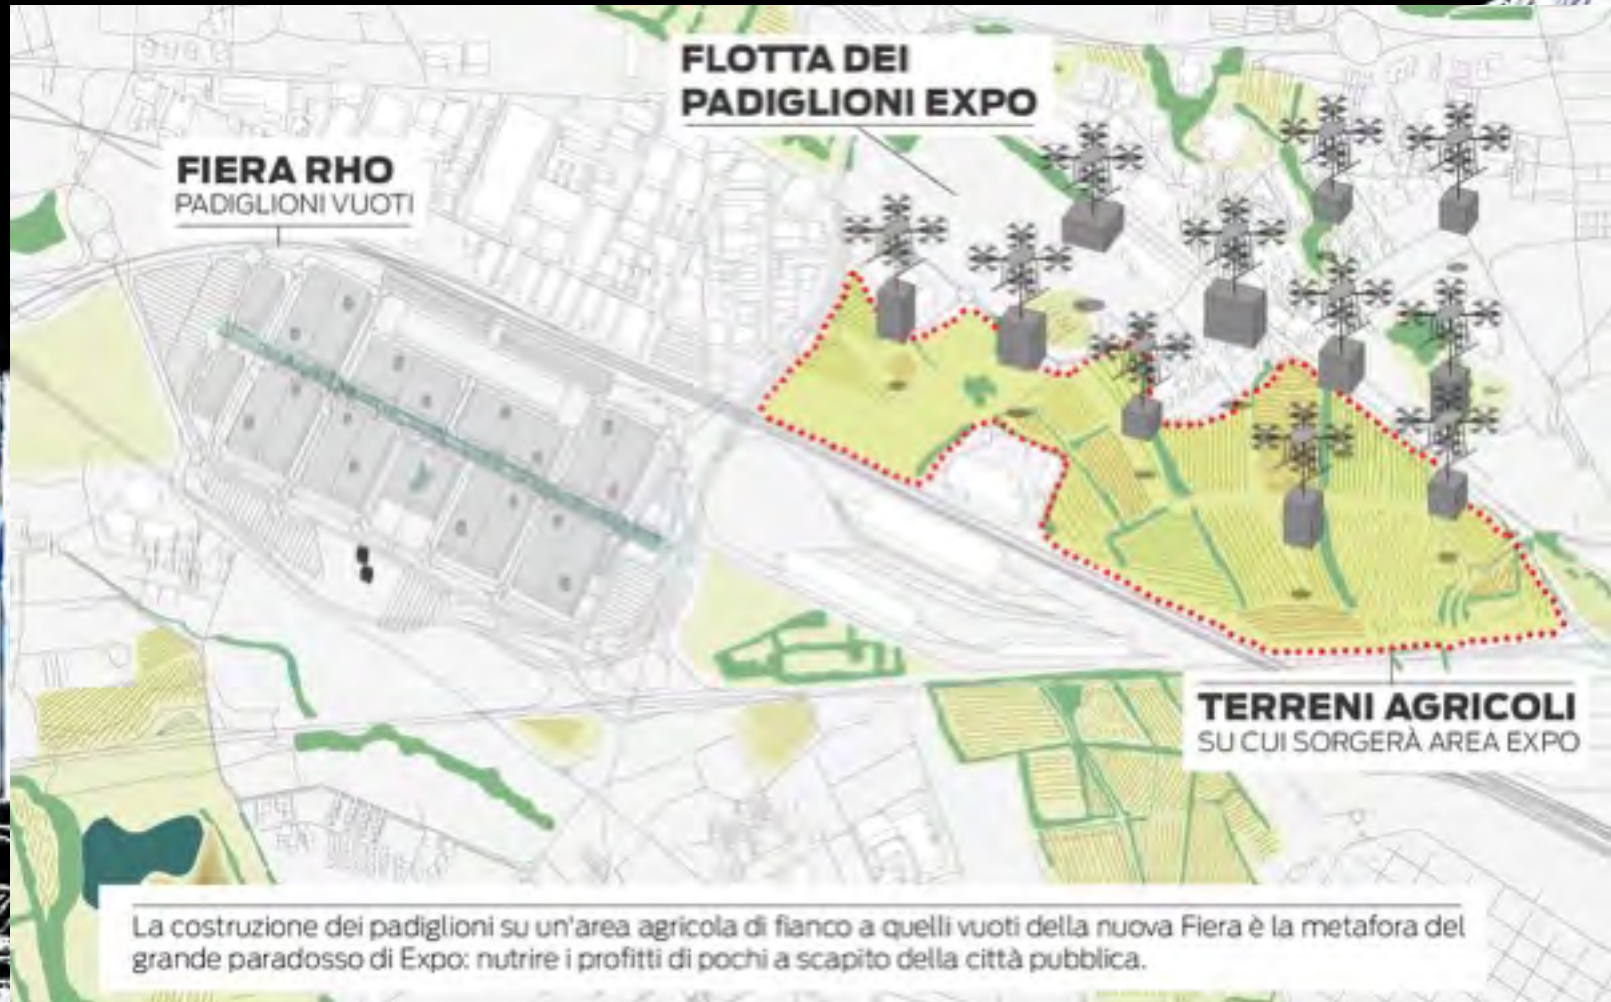 FLOTTA DEI
PADIGLIONI EXPO
FIERA RHO
PADIGLIONI VUOTI
TERRENI AGRICOLI
SU CUI SORGERÀ AREA EXPO
La costruzione dei padiglioni su un'area agricola di fianco a quelli vuoti della nuova Fiera è la metafora del
grande paradosso di Expo: nutrire i profitti di pochi a scapito della città pubblica.